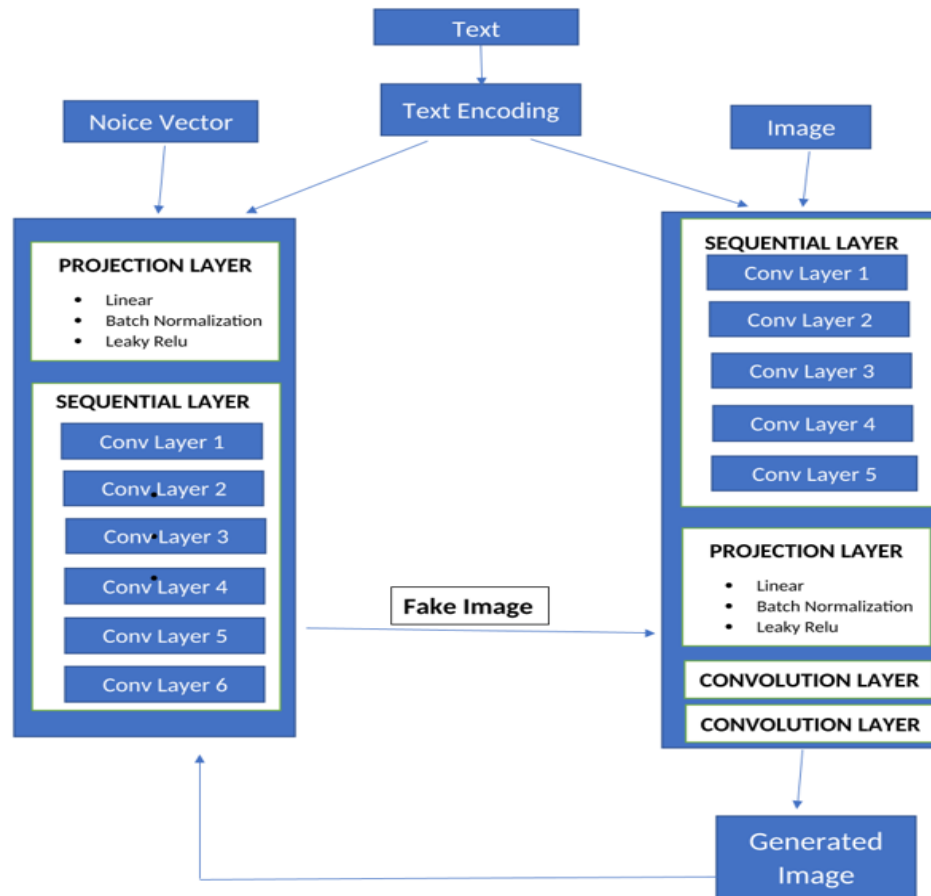 Text
Text Encoding
Noice Vector
Image
PROJECTION LAYER
• Linear
• Batch Normalization
• Leaky Relu
SEQUENTIAL LAYER
Conv Layer 1
Conv Layer 2
Conv Layer 3
Conv Layer 4
Conv Layer 5
Conv Layer 6
Fake Image
SEQUENTIAL LAYER
Conv Layer 1
Conv Layer 2
Conv Layer 3
Conv Layer 4
Conv Layer 5
PROJECTION LAYER
• Linear
• Batch Normalization
• Leaky Relu
CONVOLUTION LAYER
CONVOLUTION LAYER
Generated
Image